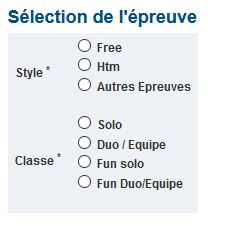 Sélection de l'épreuve
Free
Style * Htm
Autres Epreuves
Solo
Duo / Equipe
Classe * Fun solo
Fun Duo/Equipe